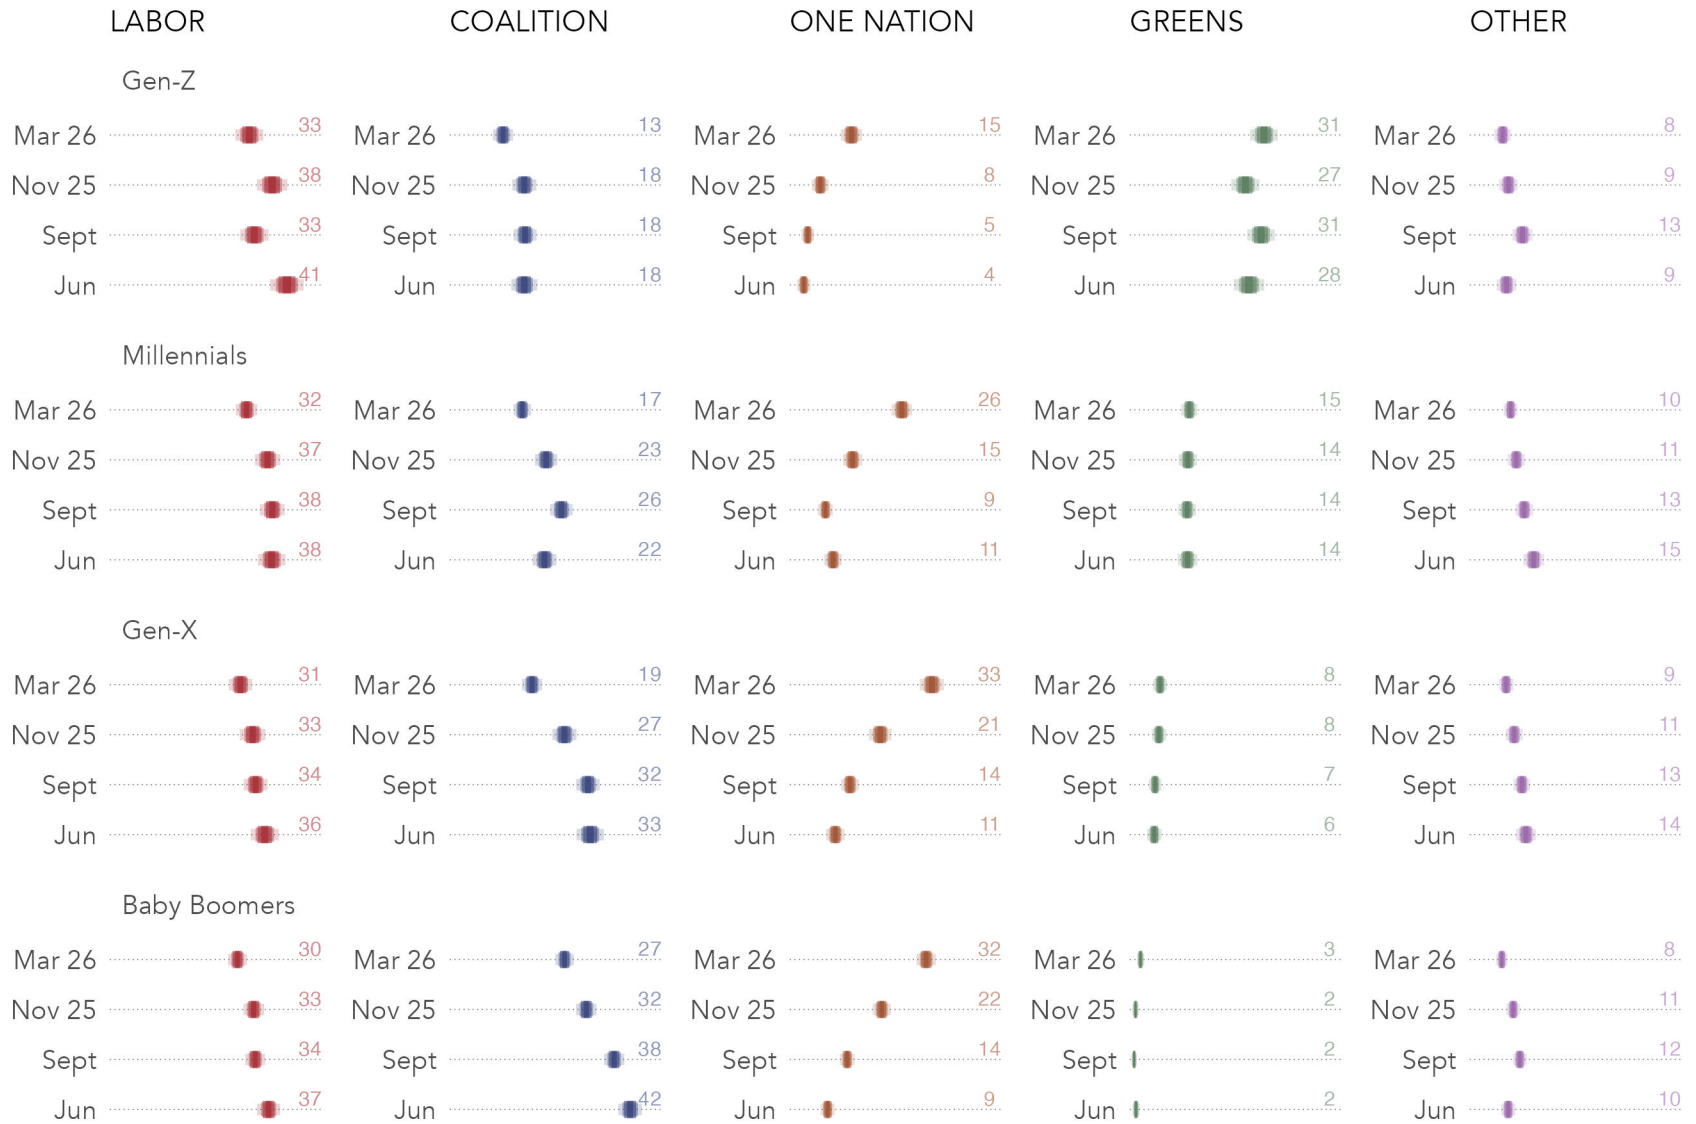 LABOR COALITION ONE NATION GREENS OTHER
Gen-Z
Mar 26 33 Mar 26 13 Mar 26 15 Mar 26 31 Mar 26 8
Nov 25 38 Nov 25 18 Nov 25 8 Nov 25 27 Nov 25 9
Sept 33 Sept 18 Sept 5 Sept 31 Sept 13
Jun 41 Jun 18 Jun 4 Jun 28 Jun 9
Millennials
Mar 26 32 Mar 26 17 Mar 26 26 Mar 26 15 Mar 26 10
Nov 25 37 Nov 25 23 Nov 25 15 Nov 25 14 Nov 25 11
Sept 38 Sept 26 Sept 9 Sept 14 Sept 13
Jun 38 Jun 22 Jun 11 Jun 14 Jun 15
Gen-X
Mar 26 31 Mar 26 19 Mar 26 33 Mar 26 8 Mar 26 9
Nov 25 33 Nov 25 27 Nov 25 21 Nov 25 8 Nov 25 11
Sept 34 Sept 32 Sept 14 Sept 7 Sept 13
Jun 36 Jun 33 Jun 11 Jun 6 Jun 14
Baby Boomers
Mar 26 30 Mar 26 27 Mar 26 32 Mar 26 3 Mar 26 8
Nov 25 33 Nov 25 32 Nov 25 22 Nov 25 2 Nov 25 11
Sept 34 Sept 38 Sept 14 Sept 2 Sept 12
Jun 37 Jun 42 Jun 9 Jun 2 Jun 10